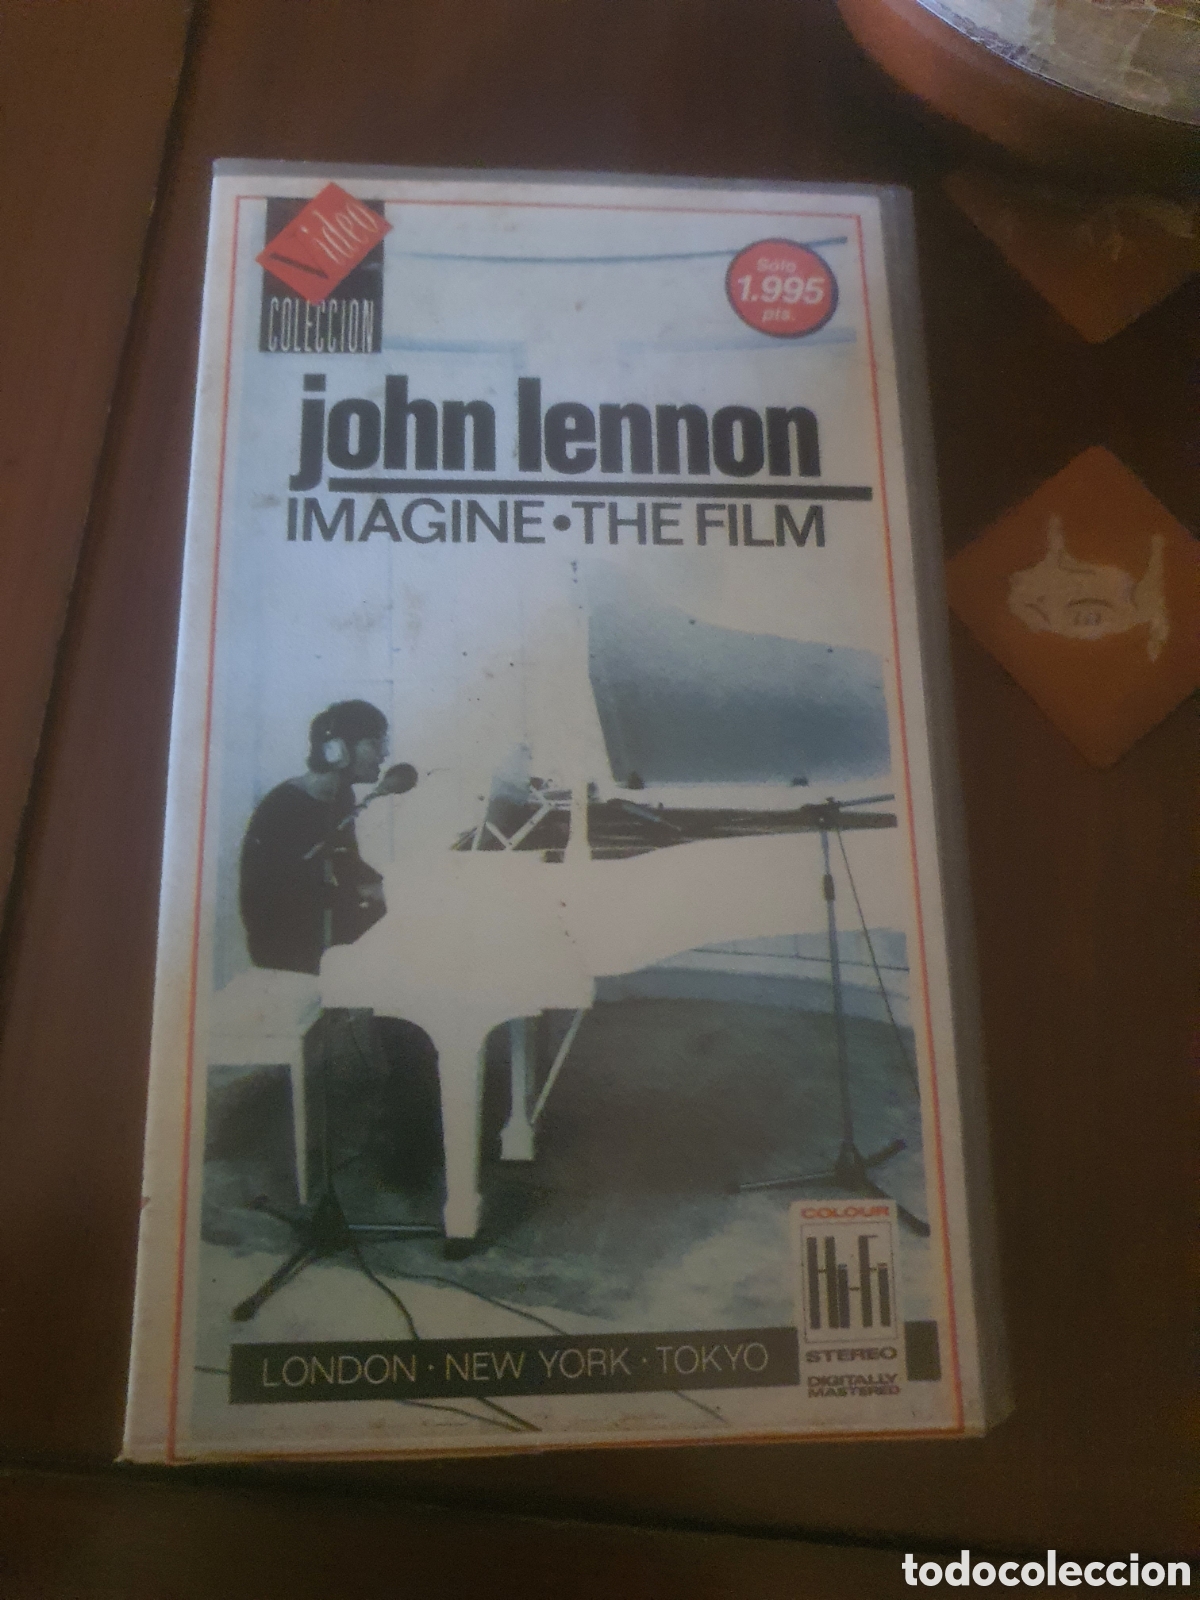 Video
COLECCION
Sólo
1.995
pts.
john lennon
IMAGINE•THE FILM
COLOUR
Hi-Fi
STEREO
DIGITALLY
MASTERED
LONDON · NEW YORK · TOKYO
todocoleccion